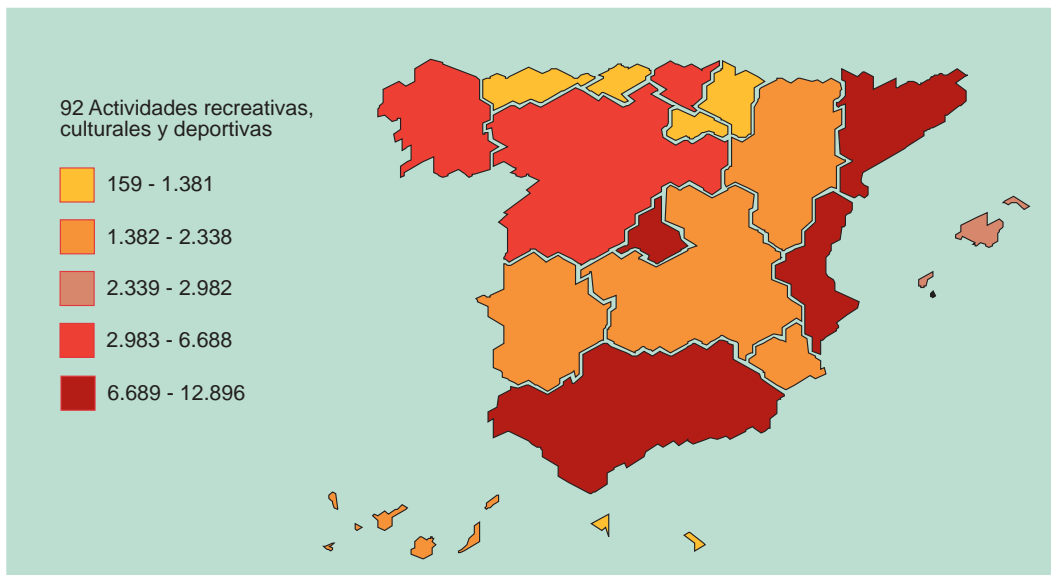 92 Actividades recreativas,
culturales y deportivas
159 - 1.381
1.382 - 2.338
2.339 - 2.982
2.983 - 6.688
6.689 - 12.896